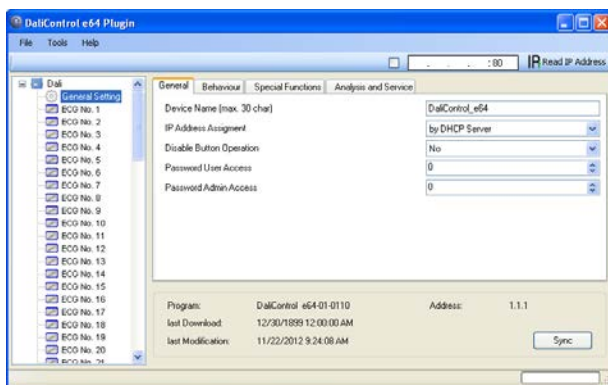 DaliControl e64 Plugin
File Tools Help
. . . :80 Read IP Address
Dali
General Setting
ECG No. 1
ECG No. 2
ECG No. 3
ECG No. 4
ECG No. 5
ECG No. 6
ECG No. 7
ECG No. 8
ECG No. 9
ECG No. 10
ECG No. 11
ECG No. 12
ECG No. 13
ECG No. 14
ECG No. 15
ECG No. 16
ECG No. 17
ECG No. 18
ECG No. 19
ECG No. 20
ECG No. 21
General Behaviour Special Functions Analysis and Service
Device Name (max. 30 char) DaliControl_e64
IP Address Assigment by DHCP Server
Disable Button Operation No
Password User Access 0
Password Admin Access 0
Program: DaliControl e64-01-0110 Address: 1.1.1
last Download: 12/30/1899 12:00:00 AM
last Modification: 11/22/2012 9:24:08 AM
Sync